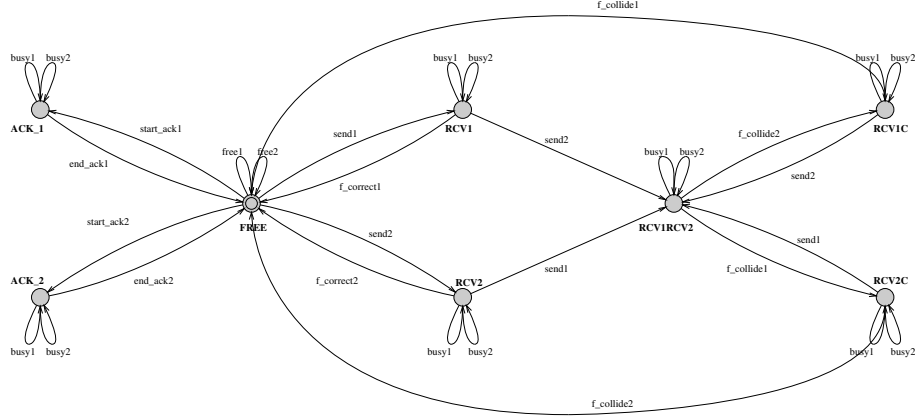 f_collide1
busy1 busy2
busy1 busy2
busy1 busy2
ACK_1
start_ack1
end_ack1
send1
RCV1
send2
f_collide2
RCV1C
free1 free2
f_correct1
busy1 busy2
send2
start_ack2
FREE
send2
RCV1RCV2
send1
ACK_2
end_ack2
f_correct2
RCV2
send1
f_collide1
RCV2C
busy1 busy2
busy1 busy2
busy1 busy2
f_collide2